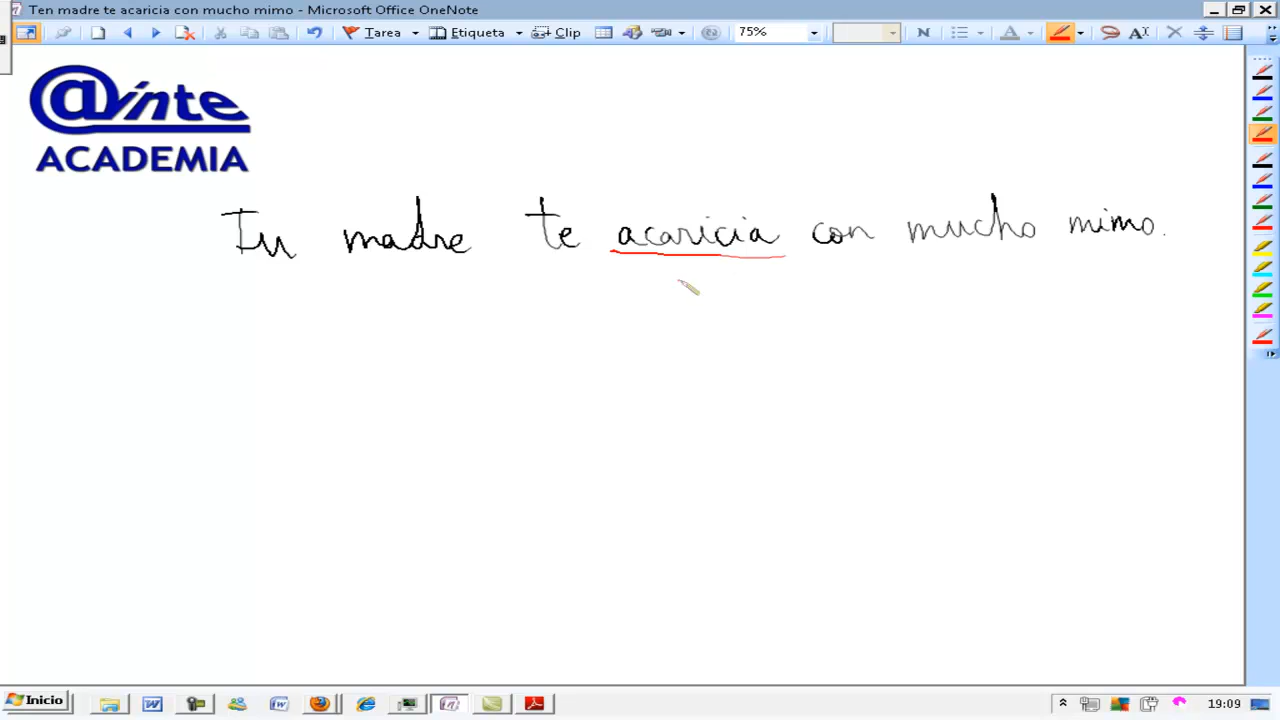 Ten madre te acaricia con mucho mimo - Microsoft Office OneNote
Tarea Etiqueta Clip 75% N A A
@inte
ACADEMIA
Tu madre te acaricia con mucho mimo.
Inicio 19:09